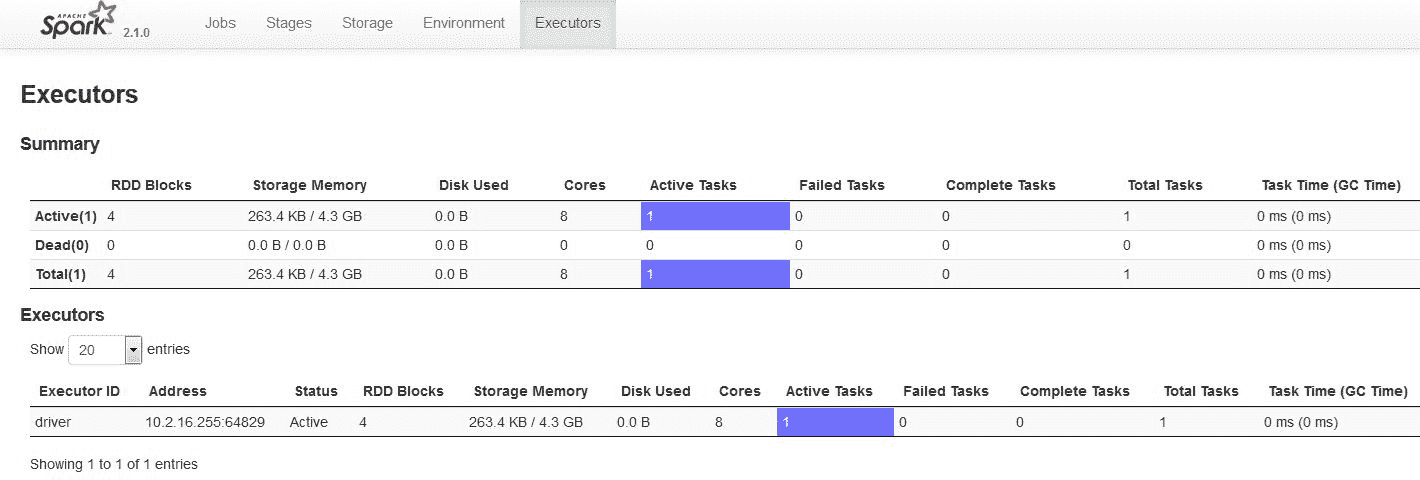 APACHE
Spark 2.1.0 Jobs Stages Storage Environment Executors
Executors
Summary
RDD Blocks Storage Memory Disk Used Cores Active Tasks Failed Tasks Complete Tasks Total Tasks Task Time (GC Time)
Active(1) 4 263.4 KB / 4.3 GB 0.0 B 8 1 0 0 1 0 ms (0 ms)
Dead(0) 0 0.0 B / 0.0 B 0.0 B 0 0 0 0 0 0 ms (0 ms)
Total(1) 4 263.4 KB / 4.3 GB 0.0 B 8 1 0 0 1 0 ms (0 ms)
Executors
Show 20 entries
Executor ID Address Status RDD Blocks Storage Memory Disk Used Cores Active Tasks Failed Tasks Complete Tasks Total Tasks Task Time (GC Time)
driver 10.2.16.255:64829 Active 4 263.4 KB / 4.3 GB 0.0 B 8 1 0 0 1 0 ms (0 ms)
Showing 1 to 1 of 1 entries